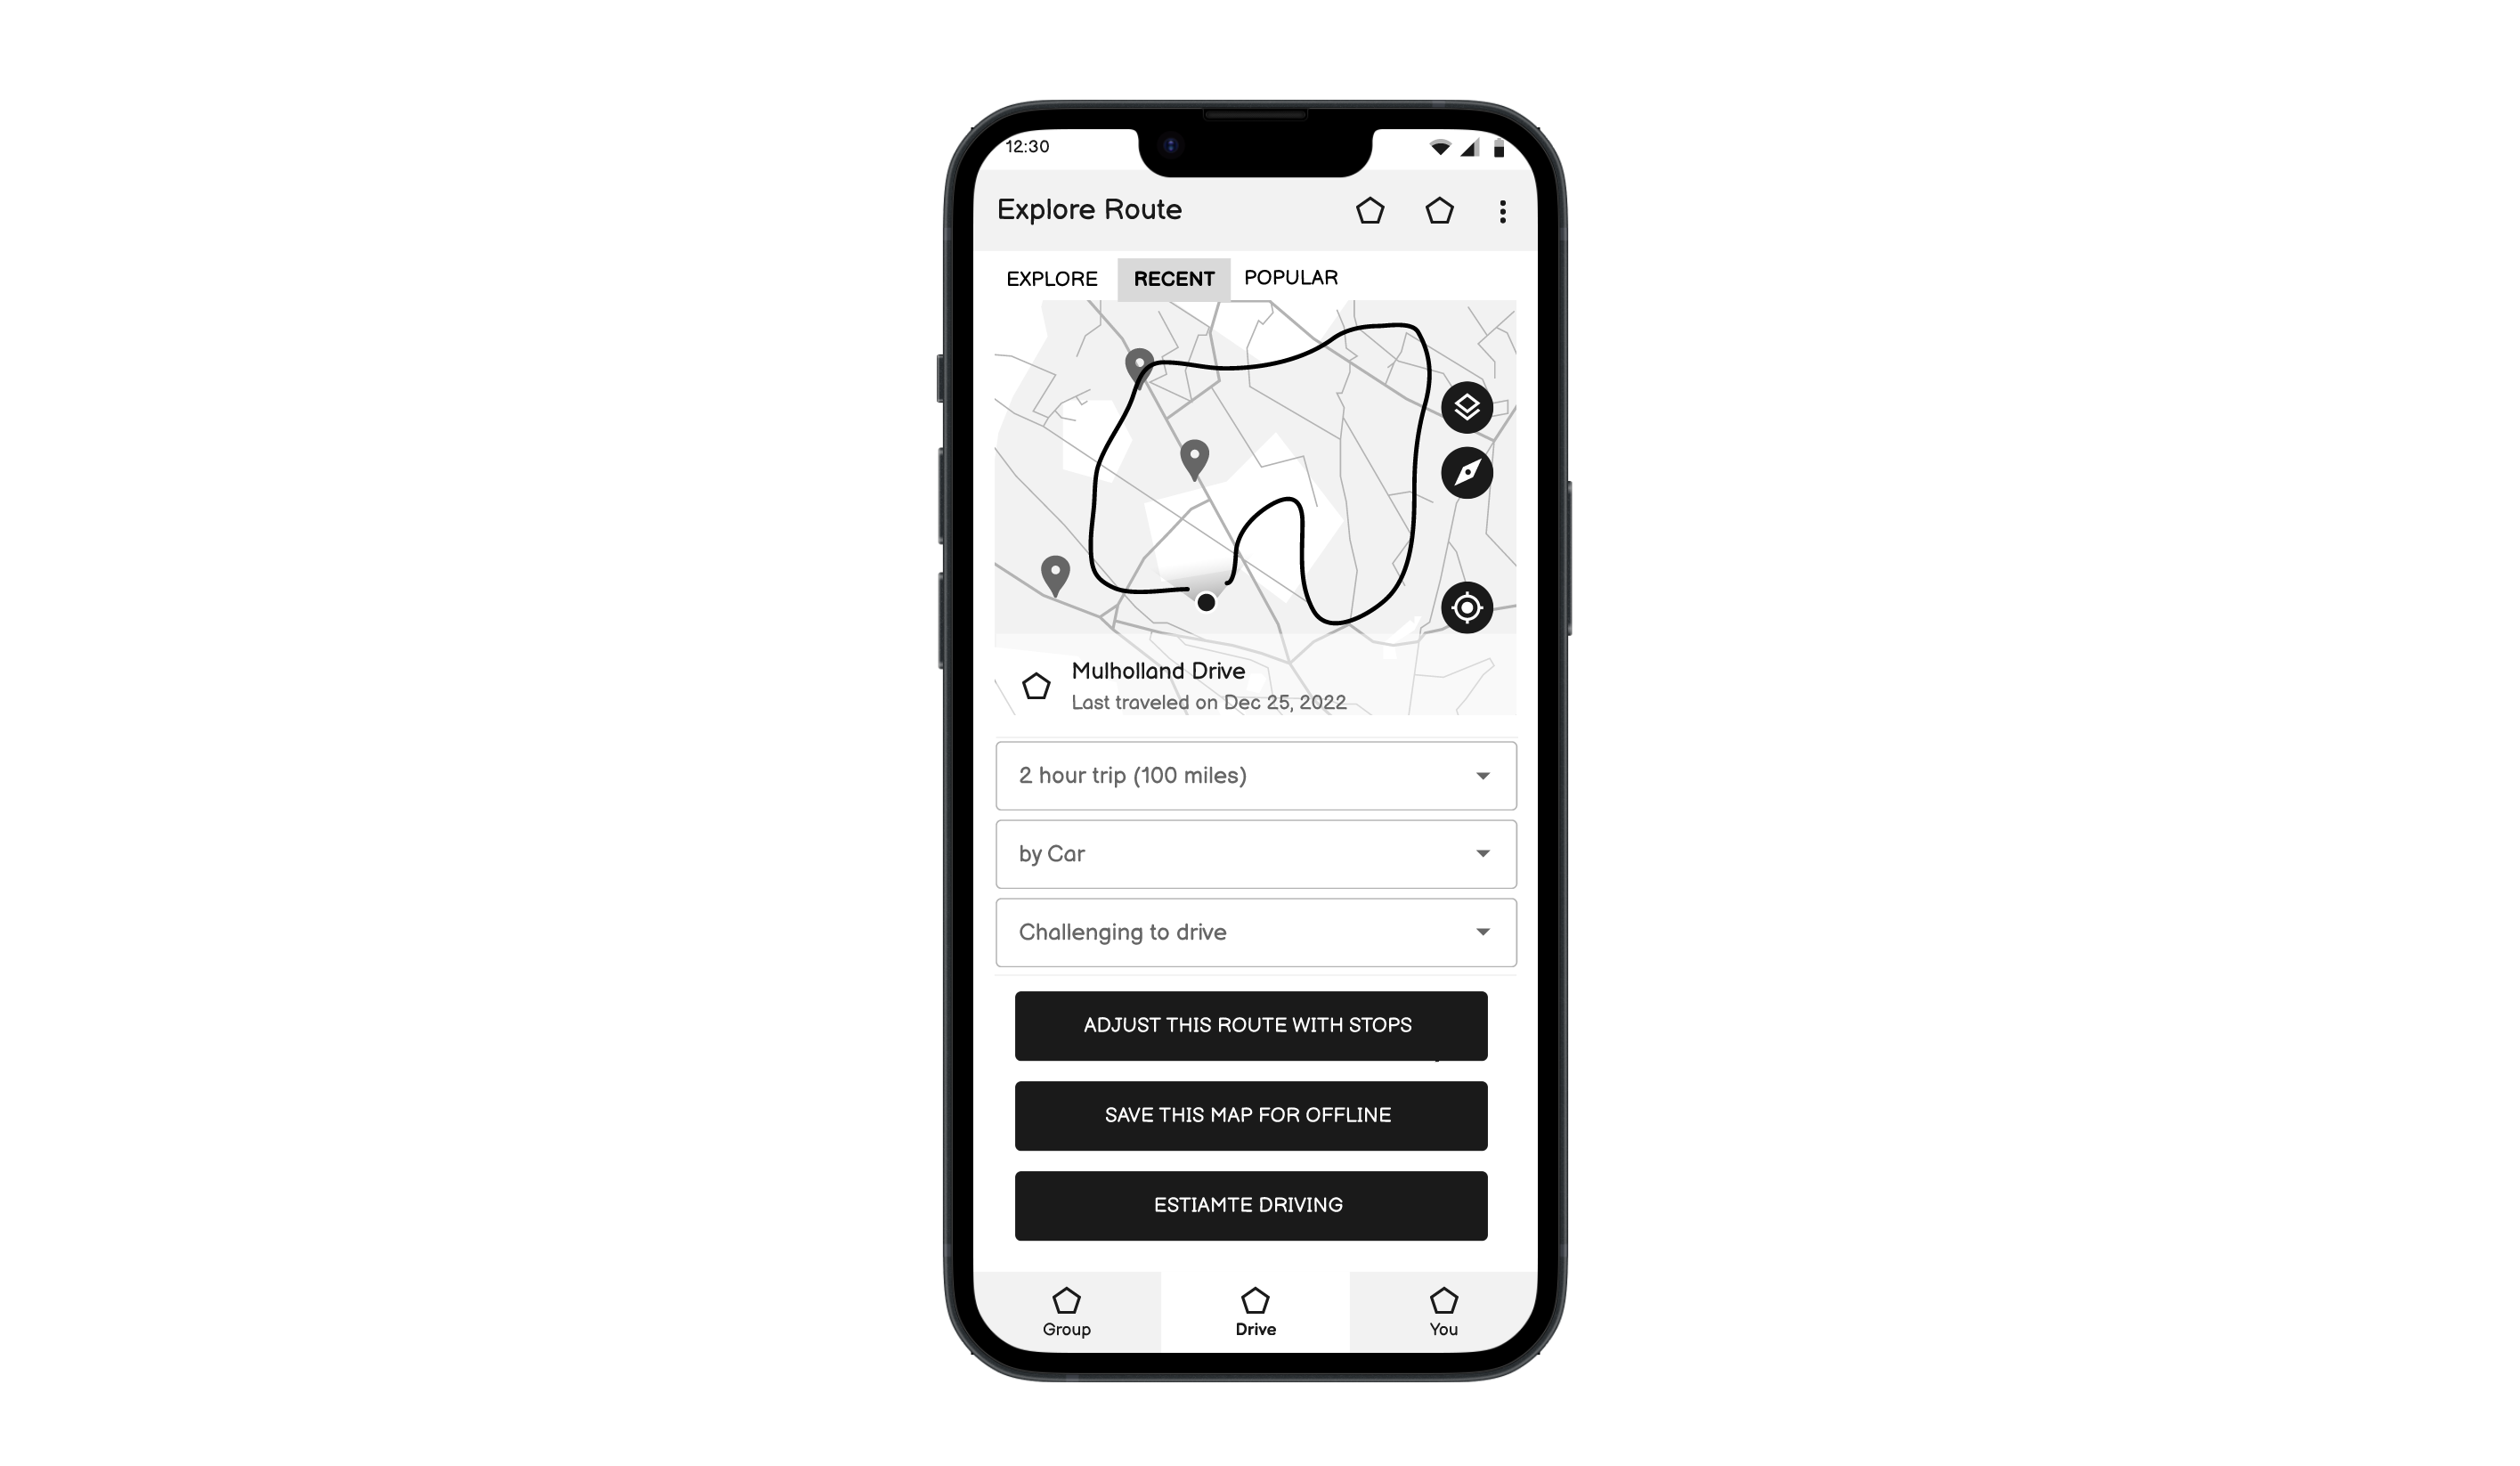 12:30
Explore Route
EXPLORE
RECENT
POPULAR
Mulholland Drive
Last traveled on Dec 25, 2022
2 hour trip (100 miles)
by Car
Challenging to drive
ADJUST THIS ROUTE WITH STOPS
SAVE THIS MAP FOR OFFLINE
ESTIAMTE DRIVING
Group
Drive
You